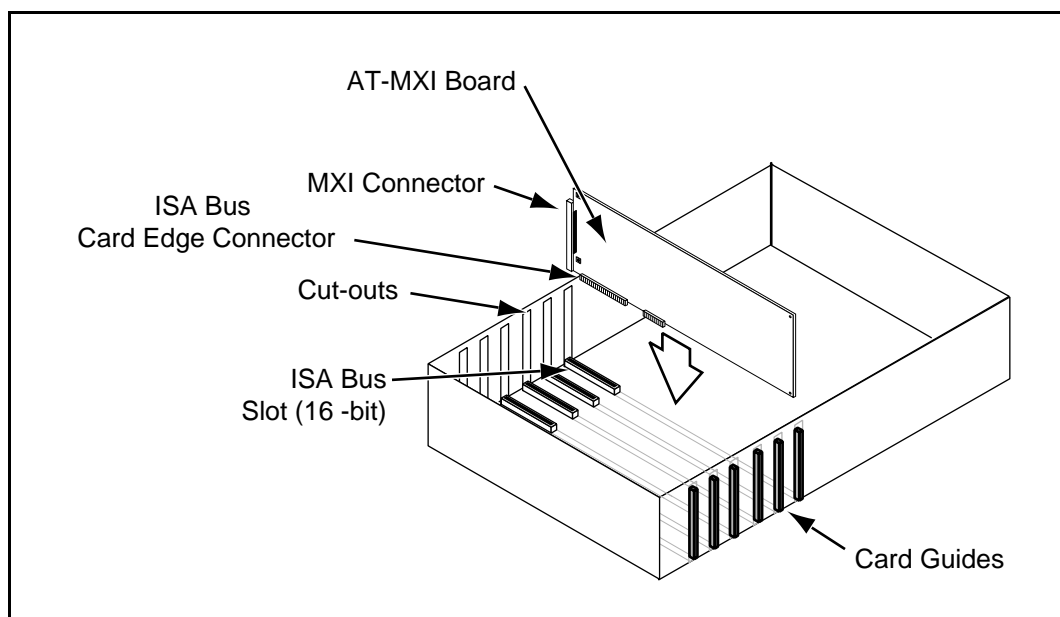 AT-MXI Board
MXI Connector
ISA Bus
Card Edge Connector
Cut-outs
ISA Bus
Slot (16 -bit)
Card Guides